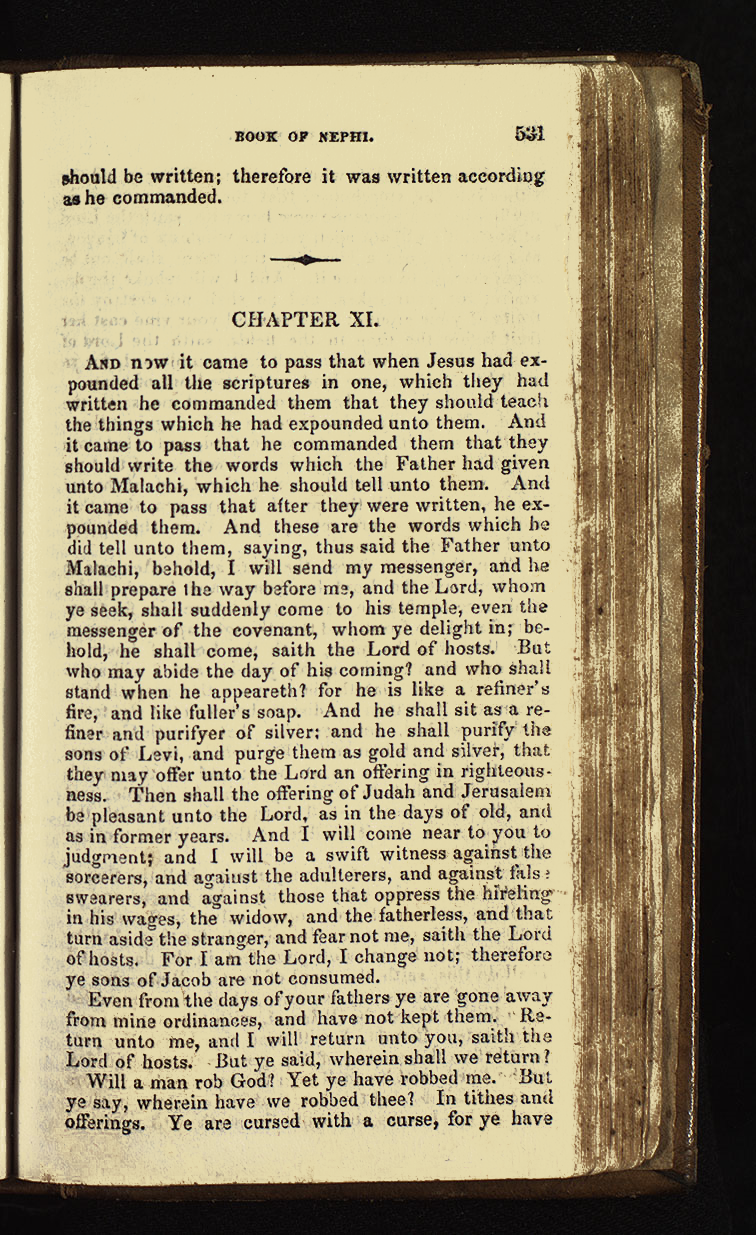 BOOK OF NEPHI. 531
should be written; therefore it was written according
as he commanded.
CHAPTER XI.
AND now it came to pass that when Jesus had ex-
pounded all the scriptures in one, which they had
written he commanded them that they should teach
the things which he had expounded unto them. And
it came to pass that he commanded them that they
should write the words which the Father had given
unto Malachi, which he should tell unto them. And
it came to pass that after they were written, he ex-
pounded them. And these are the words which he
did tell unto them, saying, thus said the Father unto
Malachi, behold, I will send my messenger, and he
shall prepare the way before me, and the Lord, whom
ye seek, shall suddenly come to his temple, even the
messenger of the covenant, whom ye delight in; be-
hold, he shall come, saith the Lord of hosts. But
who may abide the day of his coming? and who shall
stand when he appeareth? for he is like a refiner's
fire, and like fuller's soap. And he shall sit as a re-
finer and purifyer of silver: and he shall purify the
sons of Levi, and purge them as gold and silver, that
they may offer unto the Lord an offering in righteous-
ness. Then shall the offering of Judah and Jerusalem
be pleasant unto the Lord, as in the days of old, and
as in former years. And I will come near to you to
judgment; and I will be a swift witness against the
sorcerers, and against the adulterers, and against false
swearers, and against those that oppress the hireling
in his wages, the widow, and the fatherless, and that
turn aside the stranger, and fear not me, saith the Lord
of hosts. For I am the Lord, I change not; therefore
ye sons of Jacob are not consumed.
Even from the days of your fathers ye are gone away
from mine ordinances, and have not kept them. Re-
turn unto me, and I will return unto you, saith the
Lord of hosts. But ye said, wherein shall we return?
Will a man rob God? Yet ye have robbed me. But
ye say, wherein have we robbed thee? In tithes and
offerings. Ye are cursed with a curse, for ye have